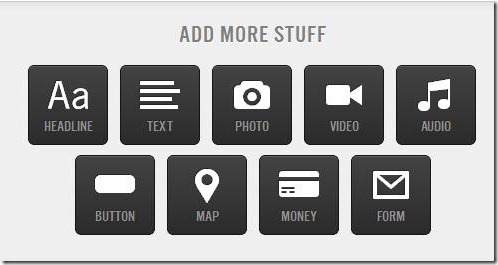 ADD MORE STUFF
Aa
HEADLINE TEXT PHOTO VIDEO AUDIO
BUTTON MAP MONEY FORM